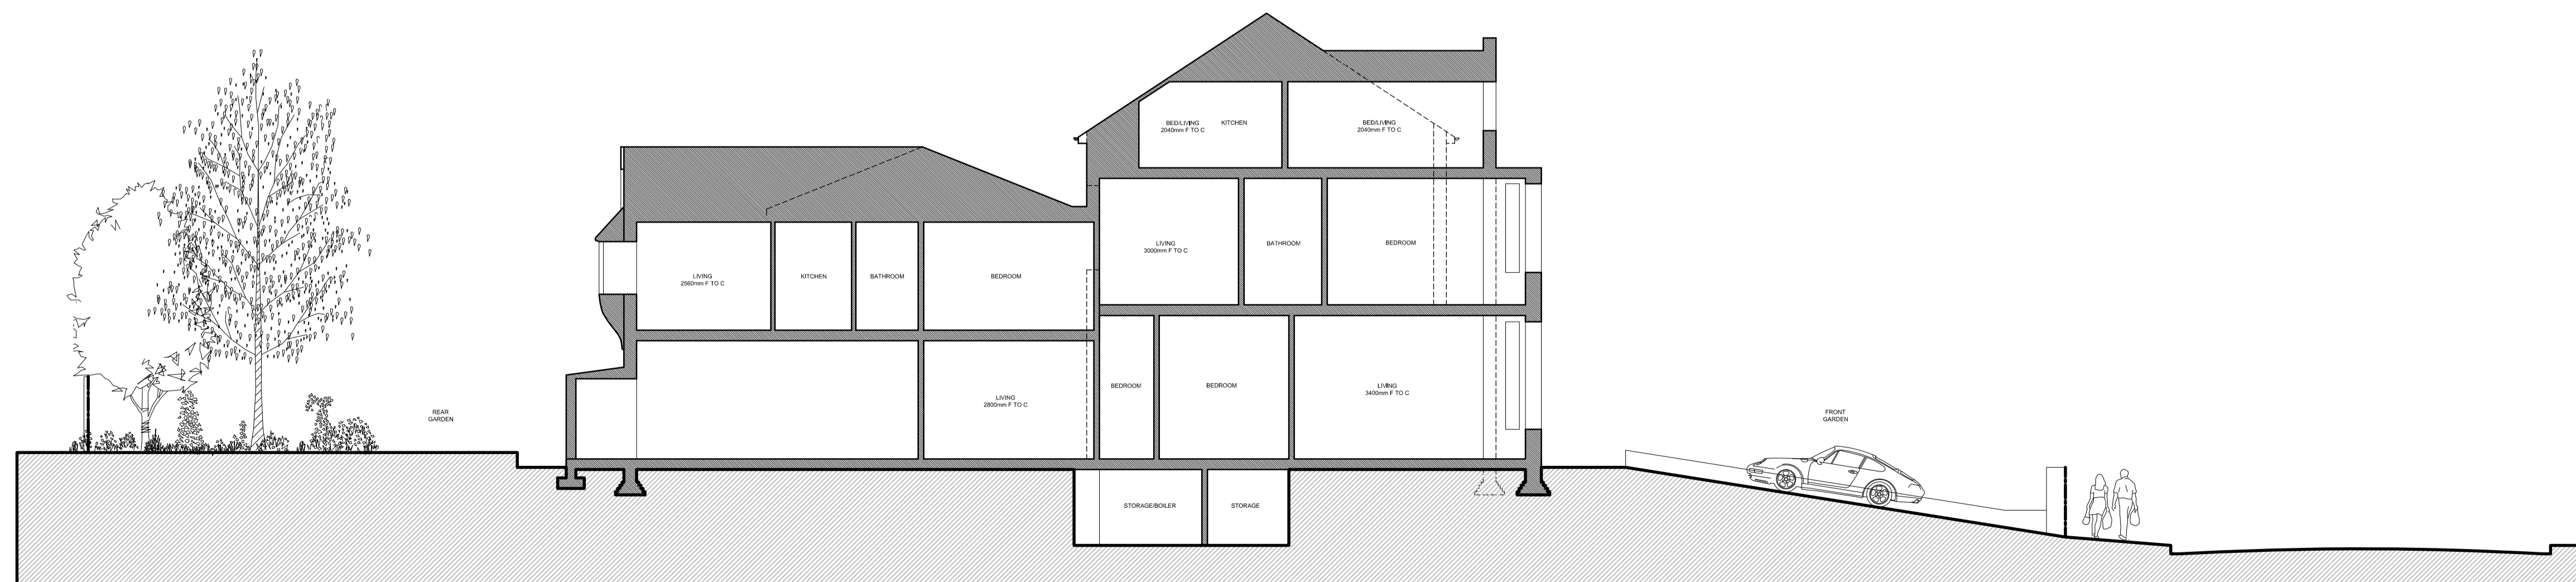 BED/LIVING
2040mm F TO C
KITCHEN
BED/LIVING
2040mm F TO C
LIVING
3000mm F TO C
BATHROOM
BEDROOM
LIVING
2560mm F TO C
KITCHEN
BATHROOM
BEDROOM
BEDROOM
BEDROOM
LIVING
3400mm F TO C
LIVING
2800mm F TO C
REAR
GARDEN
FRONT
GARDEN
STORAGE/BOILER
STORAGE